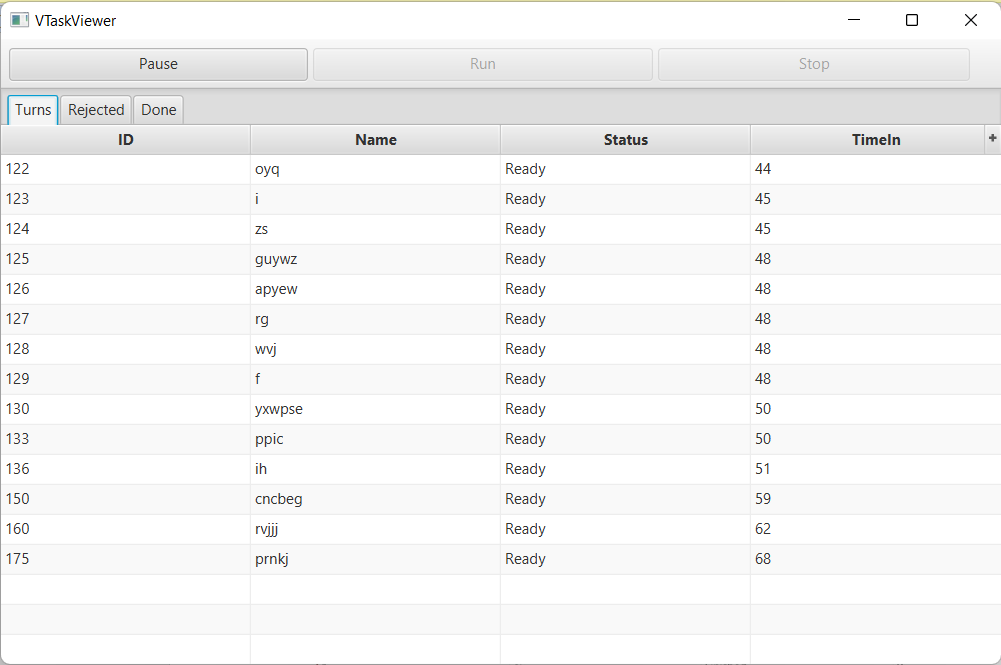 VTaskViewer
Pause Run Stop
Turns Rejected Done
ID Name Status TimeIn +
122 oyq Ready 44
123 i Ready 45
124 zs Ready 45
125 guywz Ready 48
126 apyew Ready 48
127 rg Ready 48
128 wvj Ready 48
129 f Ready 48
130 yxwpse Ready 50
133 ppic Ready 50
136 ih Ready 51
150 cncbeg Ready 59
160 rvjjj Ready 62
175 prnkj Ready 68